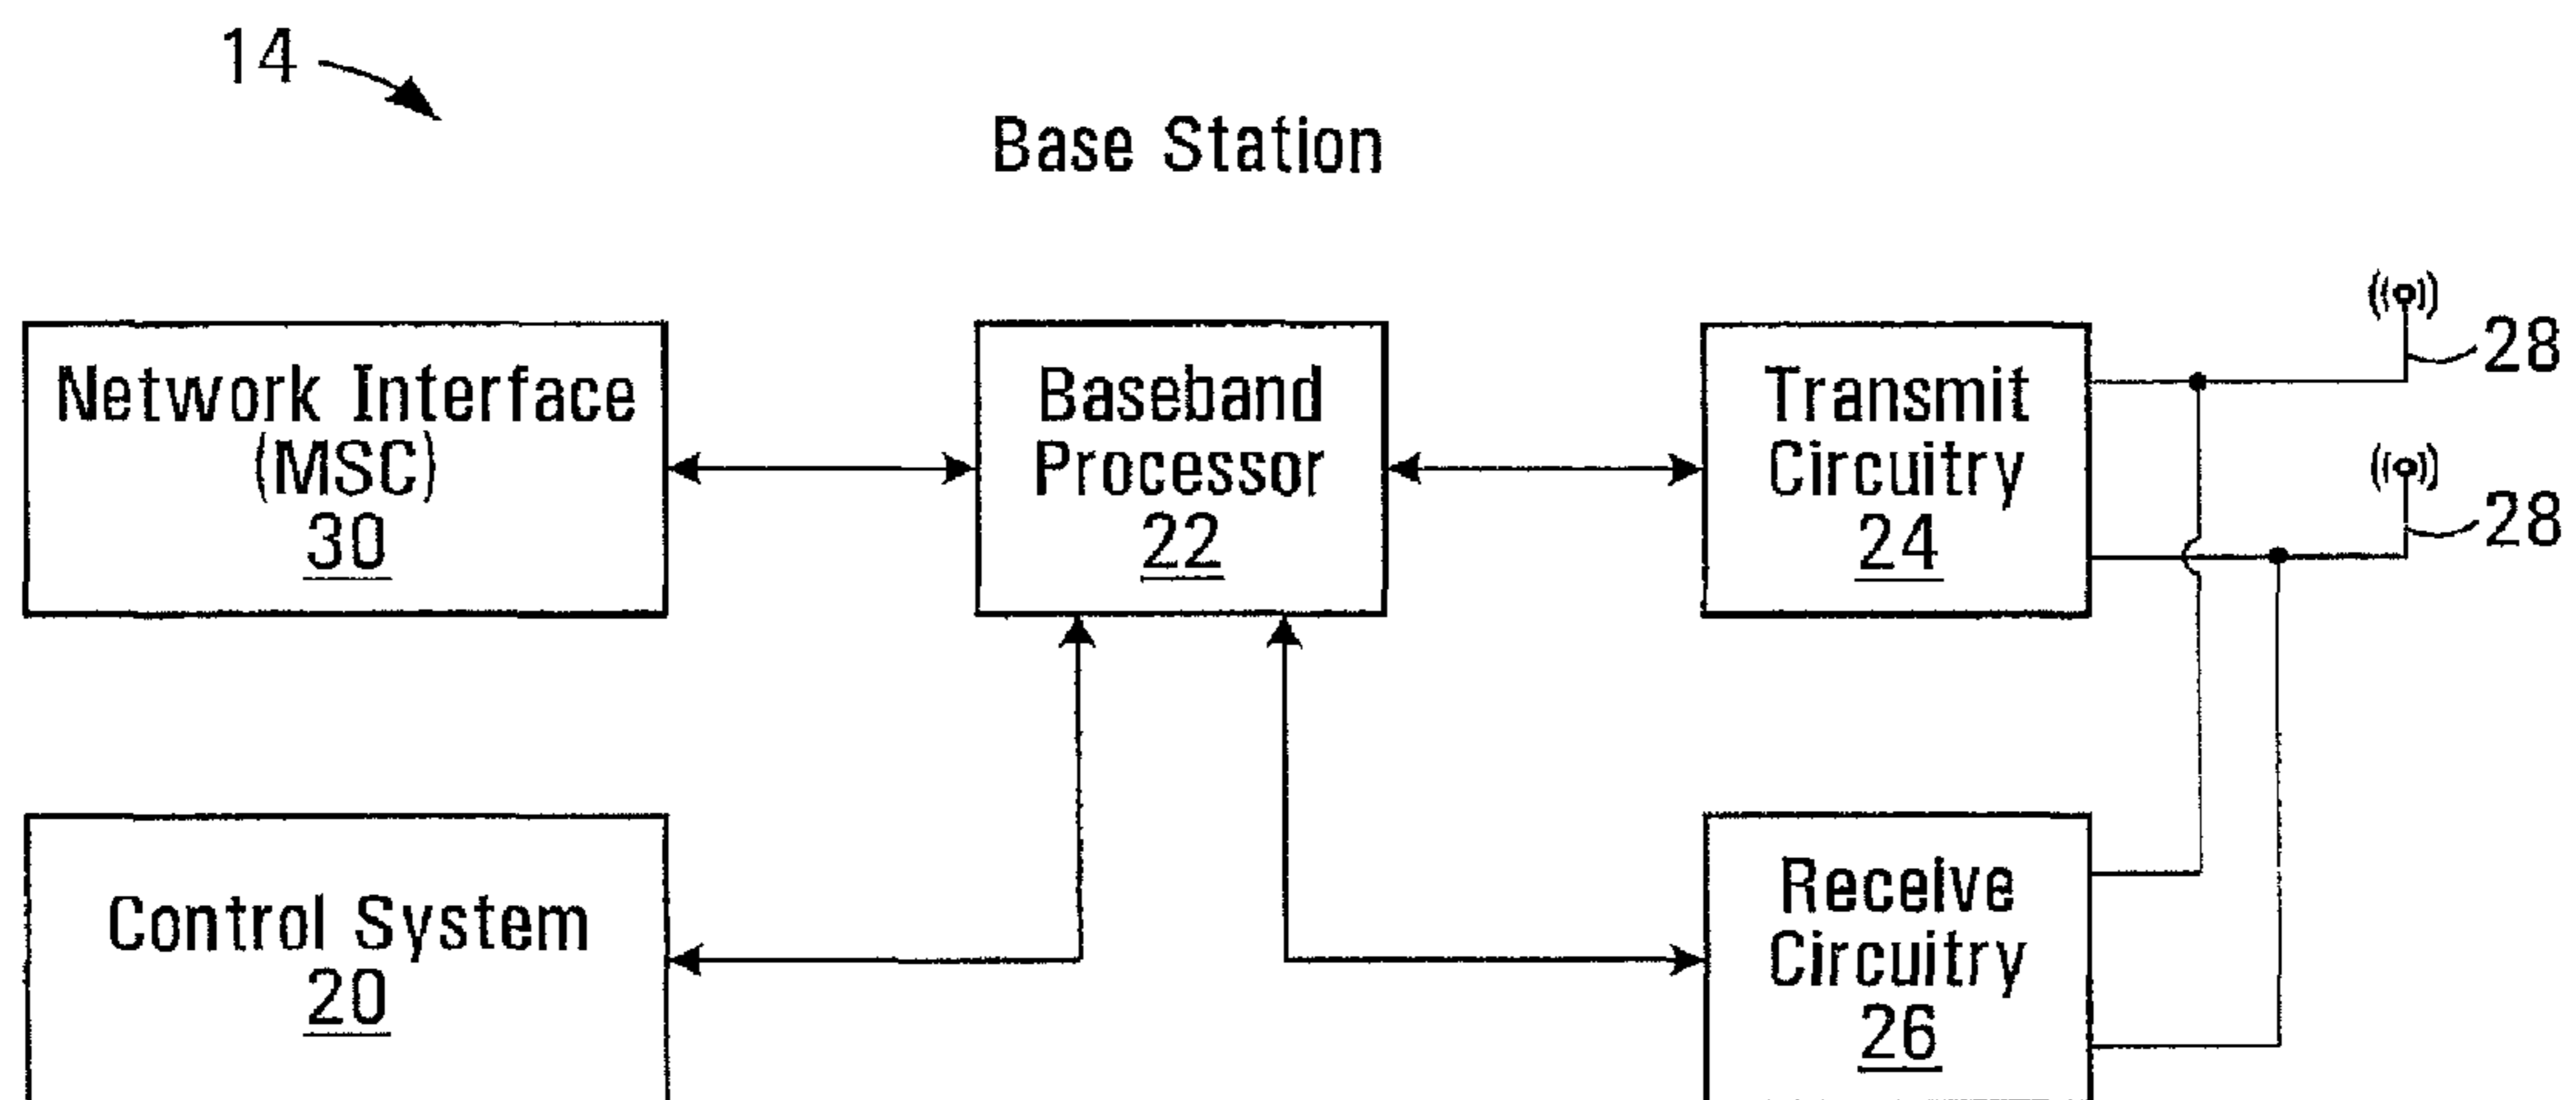 14
Base Station
Network Interface
(MSC)
30
Baseband
Processor
22
Transmit
Circuitry
24
28
28
Control System
20
Receive
Circuitry
26